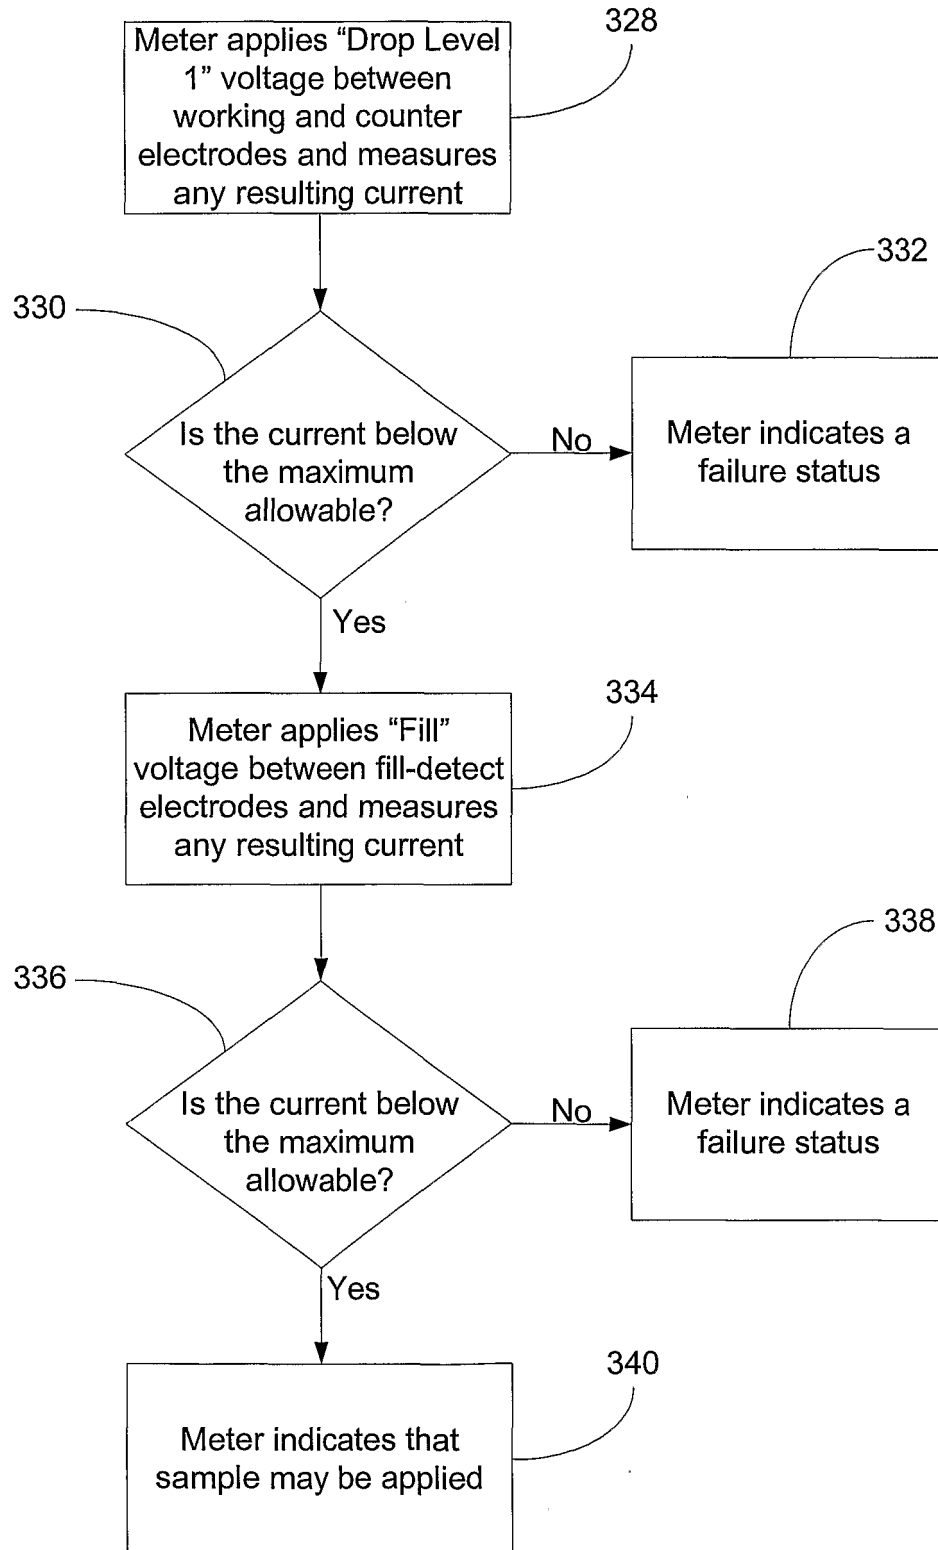 328
Meter applies “Drop Level
1” voltage between
working and counter
electrodes and measures
any resulting current
332
330
Is the current below
the maximum
allowable?
No
Meter indicates a
failure status
Yes
334
Meter applies “Fill”
voltage between fill-detect
electrodes and measures
any resulting current
338
336
Is the current below
the maximum
allowable?
No
Meter indicates a
failure status
Yes
340
Meter indicates that
sample may be applied